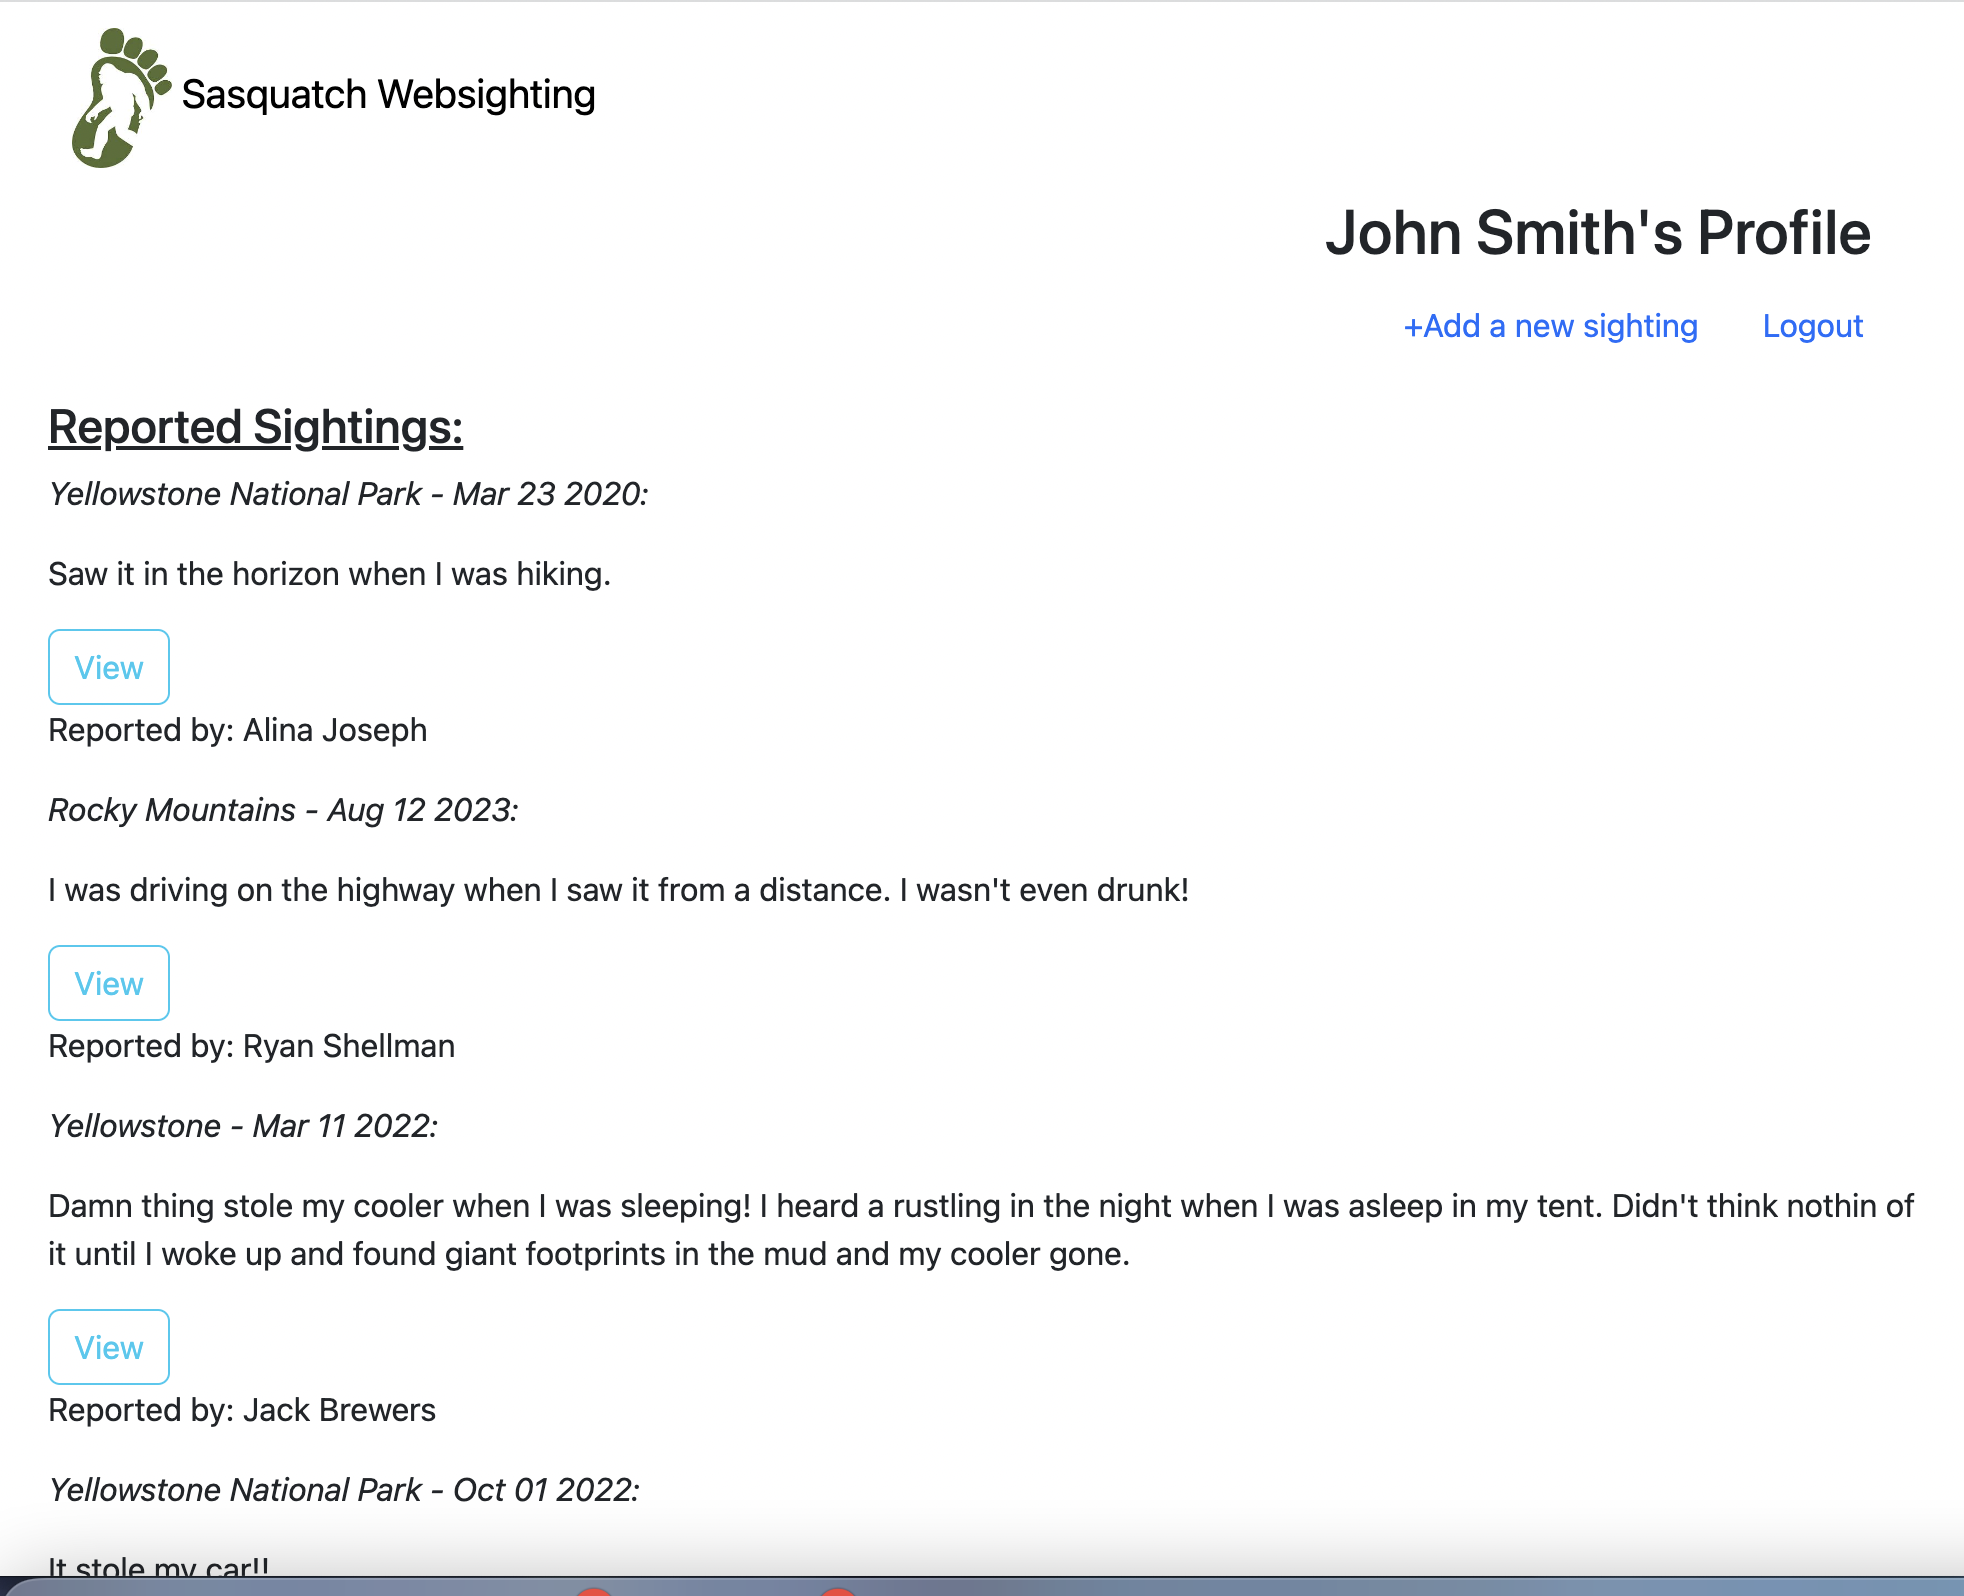 Sasquatch Websighting
John Smith's Profile
+Add a new sighting Logout
Reported Sightings:
Yellowstone National Park - Mar 23 2020:
Saw it in the horizon when I was hiking.
View
Reported by: Alina Joseph
Rocky Mountains - Aug 12 2023:
I was driving on the highway when I saw it from a distance. I wasn't even drunk!
View
Reported by: Ryan Shellman
Yellowstone - Mar 11 2022:
Damn thing stole my cooler when I was sleeping! I heard a rustling in the night when I was asleep in my tent. Didn't think nothin of
it until I woke up and found giant footprints in the mud and my cooler gone.
View
Reported by: Jack Brewers
Yellowstone National Park - Oct 01 2022:
It stole my car!!